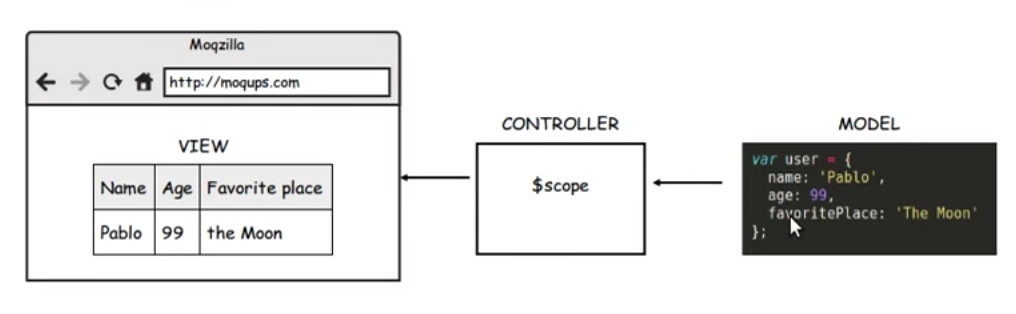 Moqzilla
http://moqups.com
VIEW
Name Age Favorite place
Pablo 99 the Moon
CONTROLLER
$scope
MODEL
var user = {
name: 'Pablo',
age: 99,
favoritePlace: 'The Moon'
};